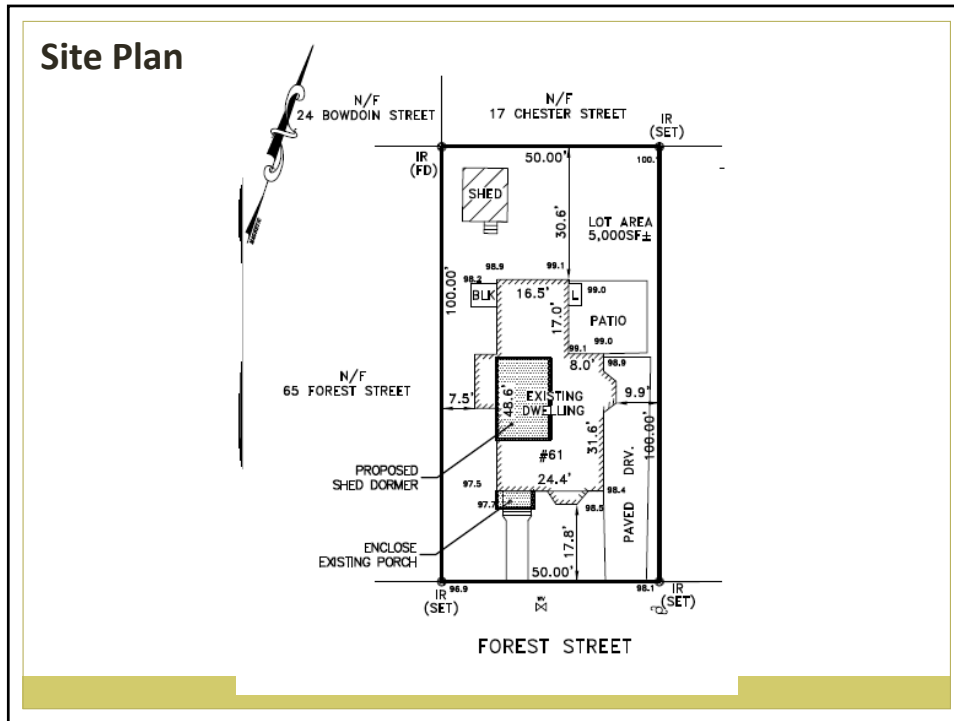 Site Plan
N/F
24 BOWDOIN STREET
N/F
17 CHESTER STREET
IR
(SET)
IR
(FD)
50.00'
SHED
30.6'
LOT AREA
5,000SF±
98.9
99.1
98.2
100.00'
BLK
16.5'
L
99.0
17.0'
PATIO
99.1
99.0
8.0'
98.9
N/F
65 FOREST STREET
7.5'
48.6'
EXISTING
DWELLING
9.9'
31.6'
100.00'
#61
PROPOSED
SHED DORMER
24.4'
97.5
97.7
98.4
98.5
PAVED DRV.
ENCLOSE
EXISTING PORCH
17.8'
50.00'
96.9
98.1
IR
(SET)
WV
IR
(SET)
FOREST STREET